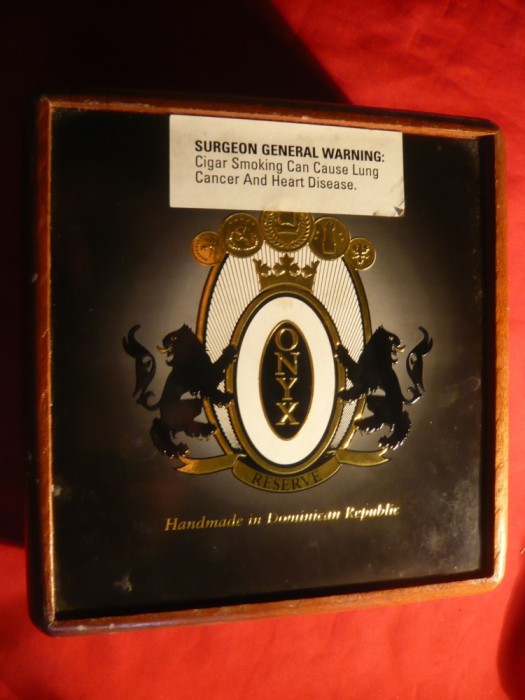 SURGEON GENERAL WARNING:
Cigar Smoking Can Cause Lung
Cancer And Heart Disease.
ONYX
RESERVE
Handmade in Dominican Republic